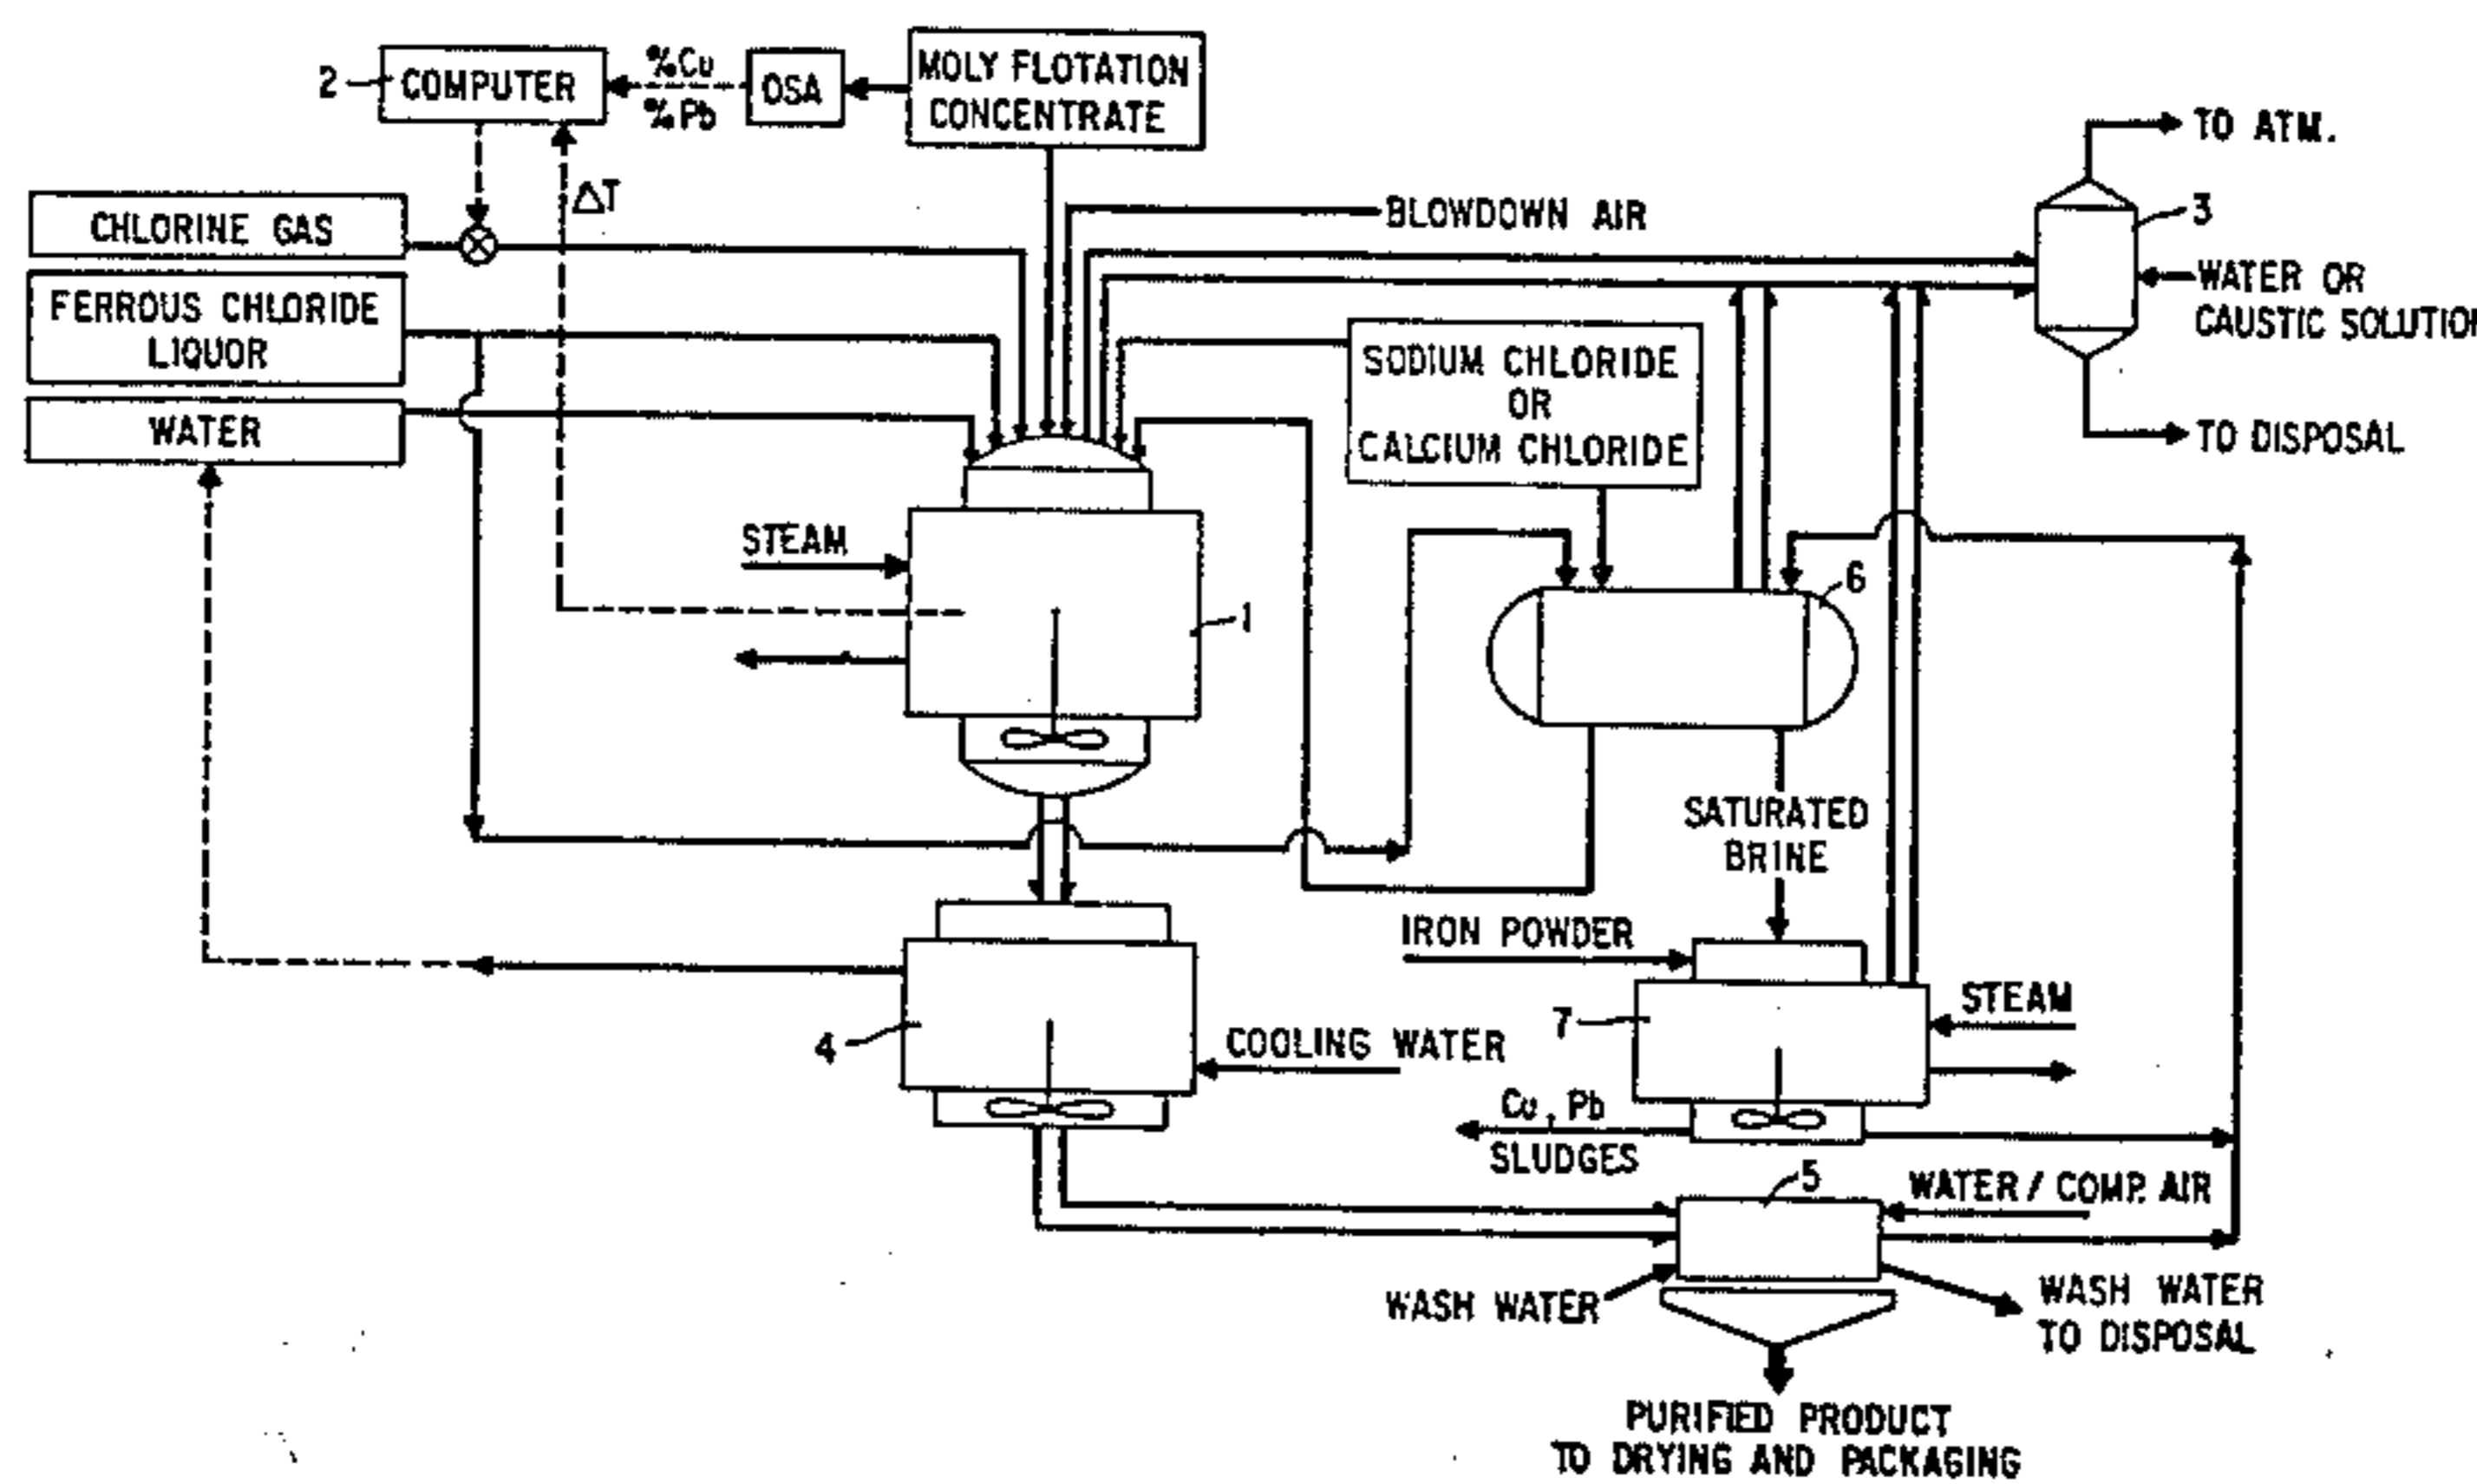 2
COMPUTER
%Cu
%Pb
OSA
MOLY FLOTATION
CONCENTRATE
TO ATM.
ΔT
CHLORINE GAS
BLOWDOWN AIR
3
FERROUS CHLORIDE
LIQUOR
WATER OR
CAUSTIC SOLUTION
SODIUM CHLORIDE
OR
CALCIUM CHLORIDE
WATER
TO DISPOSAL
STEAM
6
1
SATURATED
BRINE
IRON POWDER
STEAM
7
4
COOLING WATER
Cu, Pb
SLUDGES
5
WATER / COMP. AIR
WASH WATER
WASH WATER
TO DISPOSAL
PURIFIED PRODUCT
TO DRYING AND PACKAGING